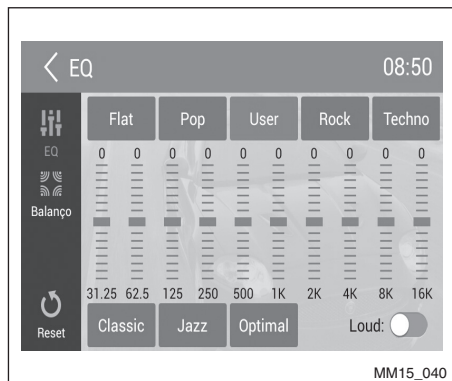 EQ 08:50
Flat Pop User Rock Techno
EQ
0 0 0 0 0 0 0 0 0 0
Balanço
31.25 62.5 125 250 500 1K 2K 4K 8K 16K
Reset
Classic Jazz Optimal Loud:
MM15_040